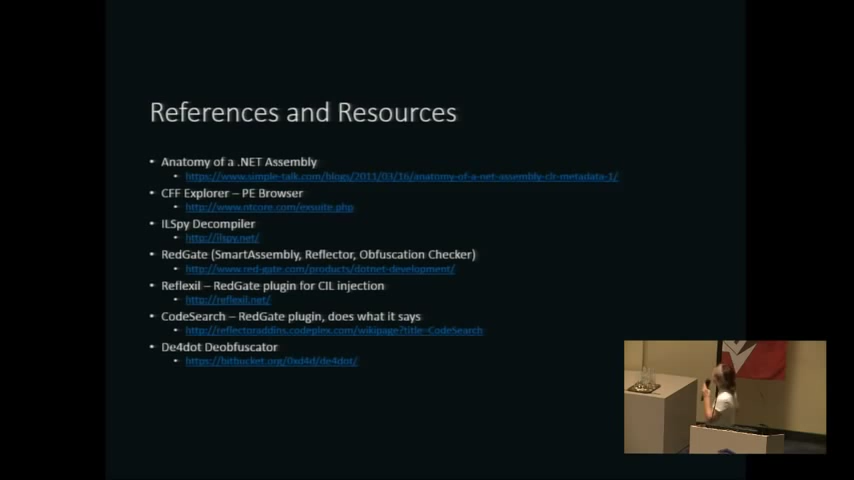 References and Resources
• Anatomy of a .NET Assembly
• https://www.simple-talk.com/blogs/2011/03/16/anatomy-of-a-net-assembly-clr-metadata-1/
• CFF Explorer – PE Browser
• http://www.ntcore.com/exsuite.php
• ILSpy Decompiler
• http://ilspy.net/
• RedGate (SmartAssembly, Reflector, Obfuscation Checker)
• http://www.red-gate.com/products/dotnet-development/
• Reflexil – RedGate plugin for CIL injection
• http://reflexil.net/
• CodeSearch – RedGate plugin, does what it says
• http://reflectoraddins.codeplex.com/wikipage?title=CodeSearch
• De4dot Deobfuscator
• https://bitbucket.org/0xd4d/de4dot/